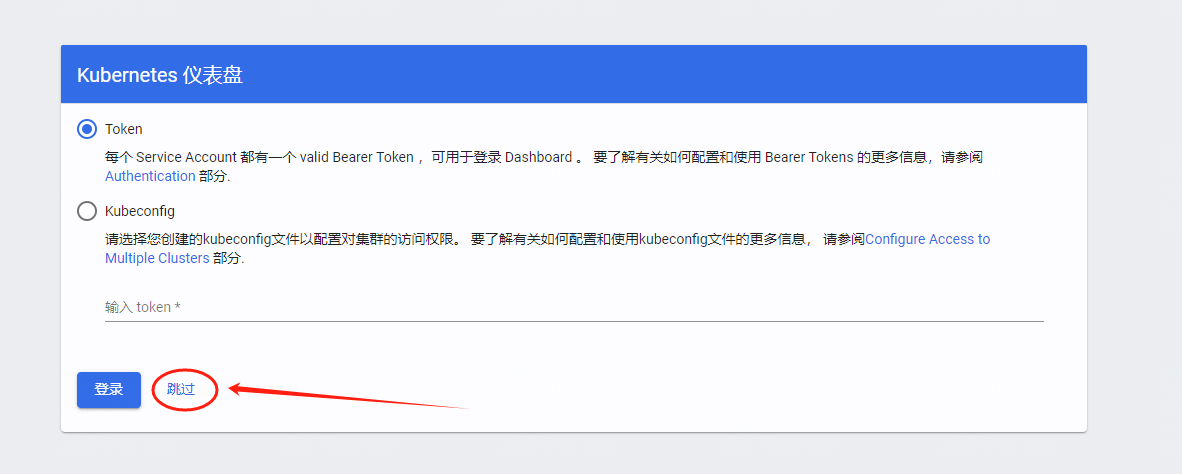 Kubernetes 仪表盘
Token
每个 Service Account 都有一个 valid Bearer Token ，可用于登录 Dashboard 。 要了解有关如何配置和使用 Bearer Tokens 的更多信息，请参阅
Authentication 部分.
Kubeconfig
请选择您创建的kubeconfig文件以配置对集群的访问权限。 要了解有关如何配置和使用kubeconfig文件的更多信息， 请参阅Configure Access to
Multiple Clusters 部分.
输入 token *
登录 跳过